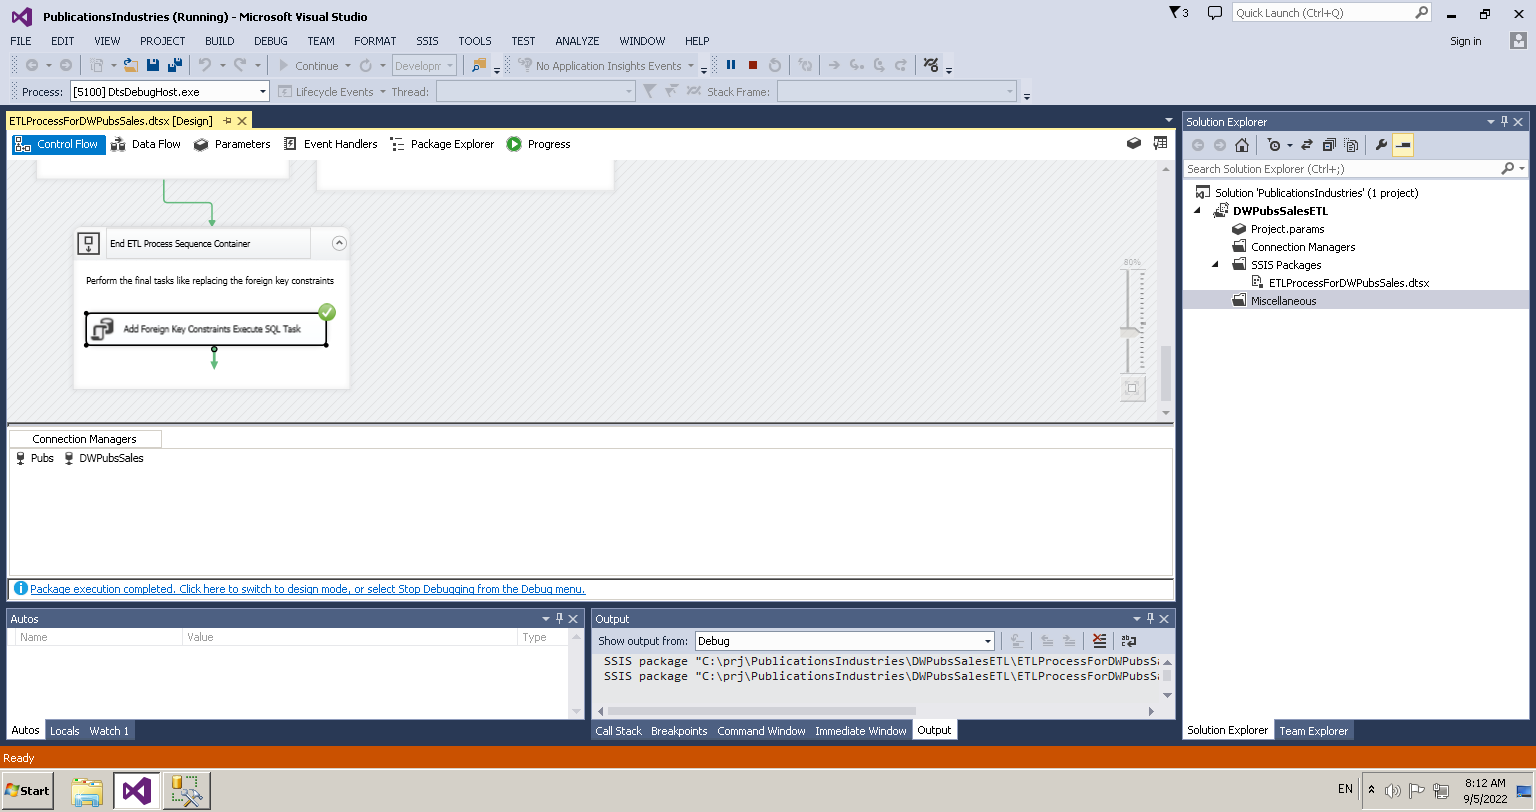 PublicationsIndustries (Running) - Microsoft Visual Studio
3
Quick Launch (Ctrl+Q)
FILE EDIT VIEW PROJECT BUILD DEBUG TEAM FORMAT SSIS TOOLS TEST ANALYZE WINDOW HELP
Sign in
Continue
Developm
No Application Insights Events
Process: [5100] DtsDebugHost.exe
Lifecycle Events
Thread:
Stack Frame:
ETLProcessForDWPubsSales.dtsx [Design]
Control Flow
Data Flow
Parameters
Event Handlers
Package Explorer
Progress
End ETL Process Sequence Container
Perform the final tasks like replacing the foreign key constraints
Add Foreign Key Constraints Execute SQL Task
80%
Connection Managers
Pubs
DWPubsSales
Package execution completed. Click here to switch to design mode, or select Stop Debugging from the Debug menu.
Autos
Name Value Type
Autos Locals Watch 1
Output
Show output from: Debug
SSIS package "C:\prj\PublicationsIndustries\DWPubsSalesETL\ETLProcessForDWPubsSa
SSIS package "C:\prj\PublicationsIndustries\DWPubsSalesETL\ETLProcessForDWPubsSa
Call Stack Breakpoints Command Window Immediate Window Output
Solution Explorer
Search Solution Explorer (Ctrl+;)
Solution 'PublicationsIndustries' (1 project)
DWPubsSalesETL
Project.params
Connection Managers
SSIS Packages
ETLProcessForDWPubsSales.dtsx
Miscellaneous
Solution Explorer Team Explorer
Ready
Start
EN
8:12 AM
9/5/2022